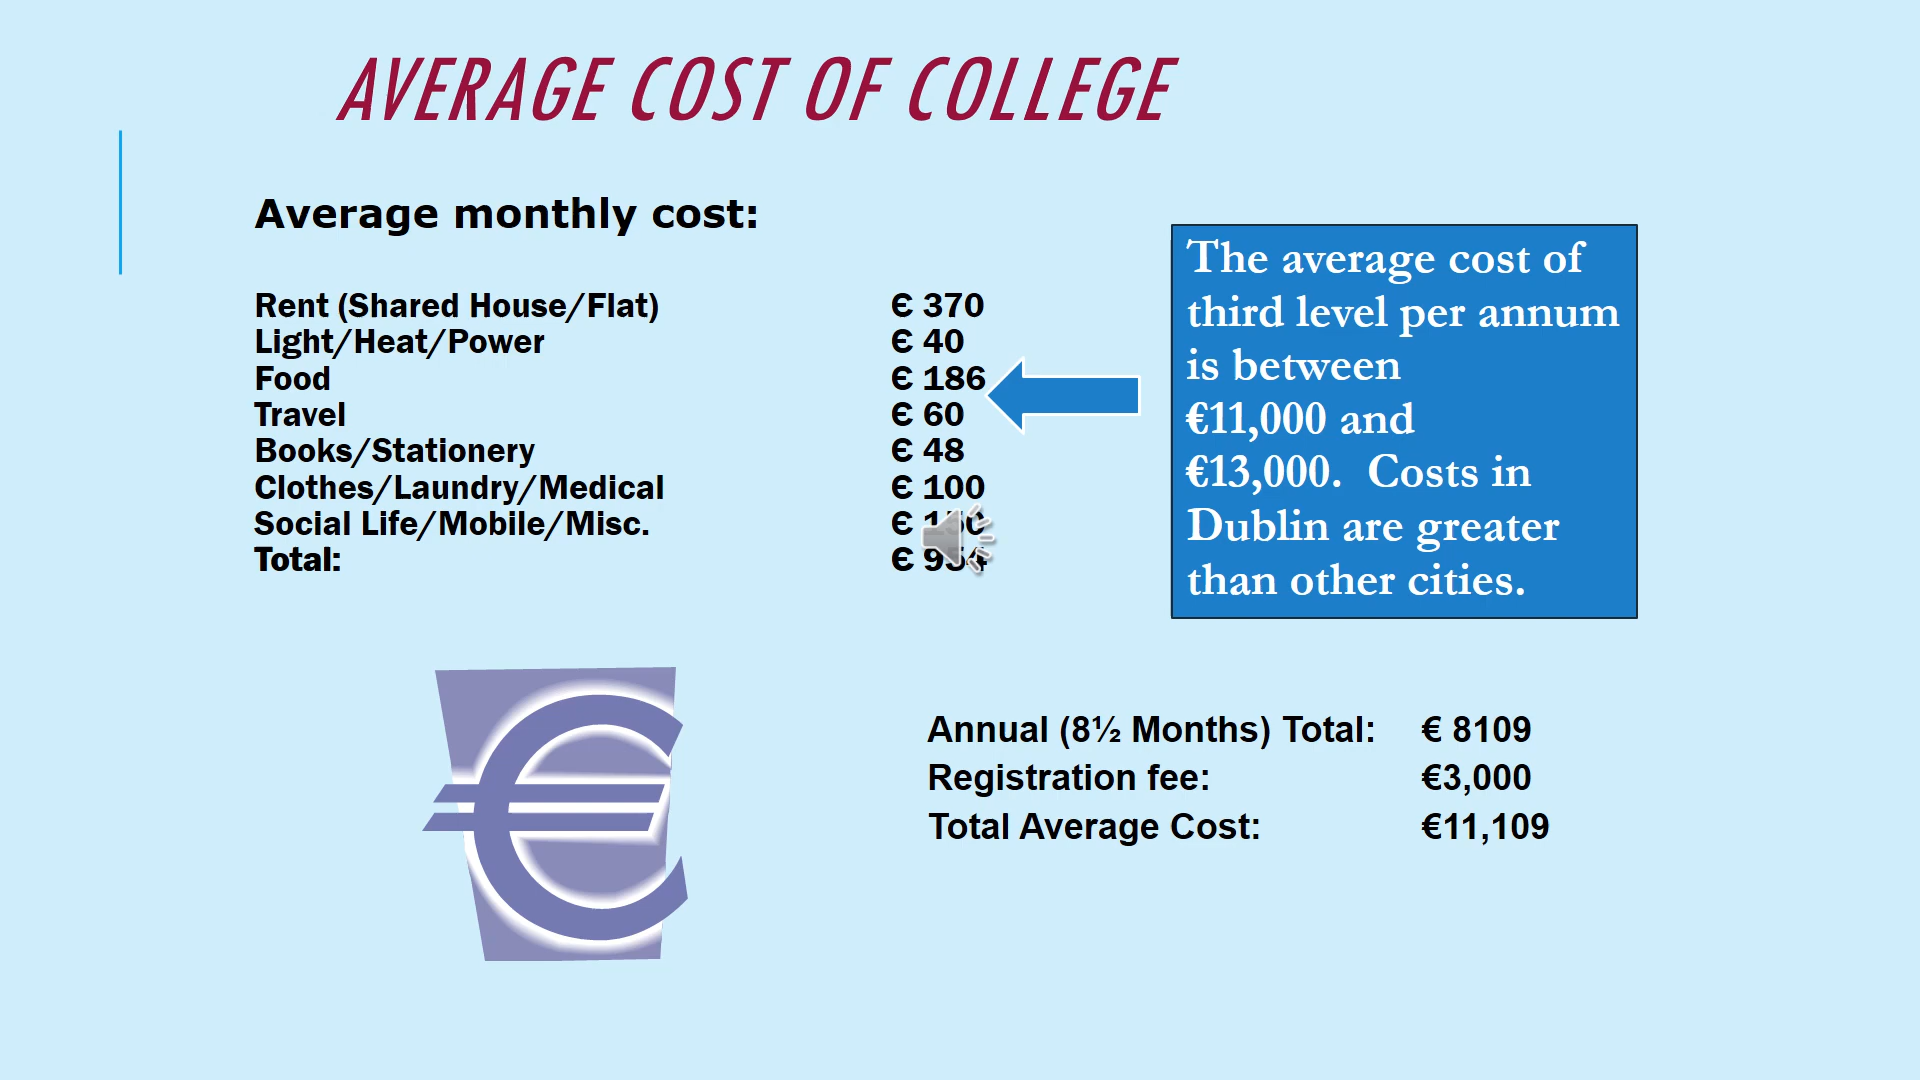 AVERAGE COST OF COLLEGE
Average monthly cost:
Rent (Shared House/Flat) € 370
Light/Heat/Power € 40
Food € 186
Travel € 60
Books/Stationery € 48
Clothes/Laundry/Medical € 100
Social Life/Mobile/Misc. € 150
Total: € 954
The average cost of
third level per annum
is between
€11,000 and
€13,000. Costs in
Dublin are greater
than other cities.
€
Annual (8½ Months) Total: € 8109
Registration fee: €3,000
Total Average Cost: €11,109